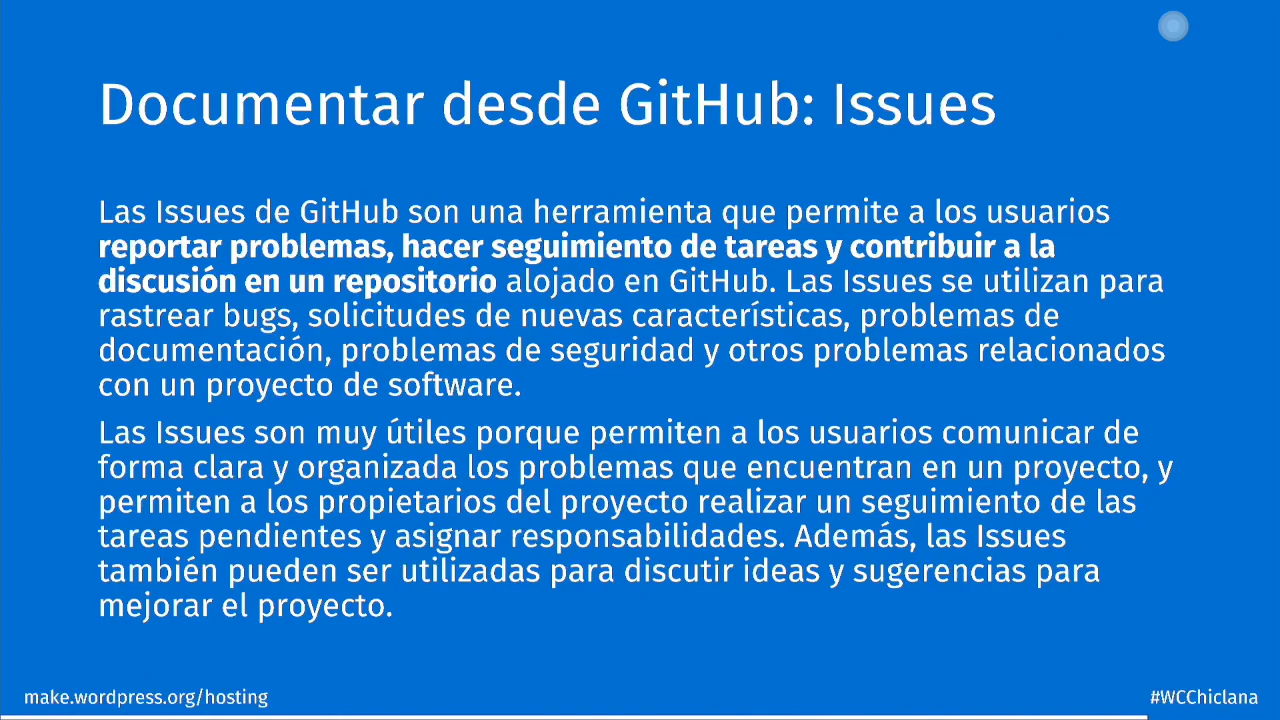 Documentar desde GitHub: Issues
Las Issues de GitHub son una herramienta que permite a los usuarios
reportar problemas, hacer seguimiento de tareas y contribuir a la
discusión en un repositorio alojado en GitHub. Las Issues se utilizan para
rastrear bugs, solicitudes de nuevas características, problemas de
documentación, problemas de seguridad y otros problemas relacionados
con un proyecto de software.
Las Issues son muy útiles porque permiten a los usuarios comunicar de
forma clara y organizada los problemas que encuentran en un proyecto, y
permiten a los propietarios del proyecto realizar un seguimiento de las
tareas pendientes y asignar responsabilidades. Además, las Issues
también pueden ser utilizadas para discutir ideas y sugerencias para
mejorar el proyecto.
make.wordpress.org/hosting
#WCChiclana